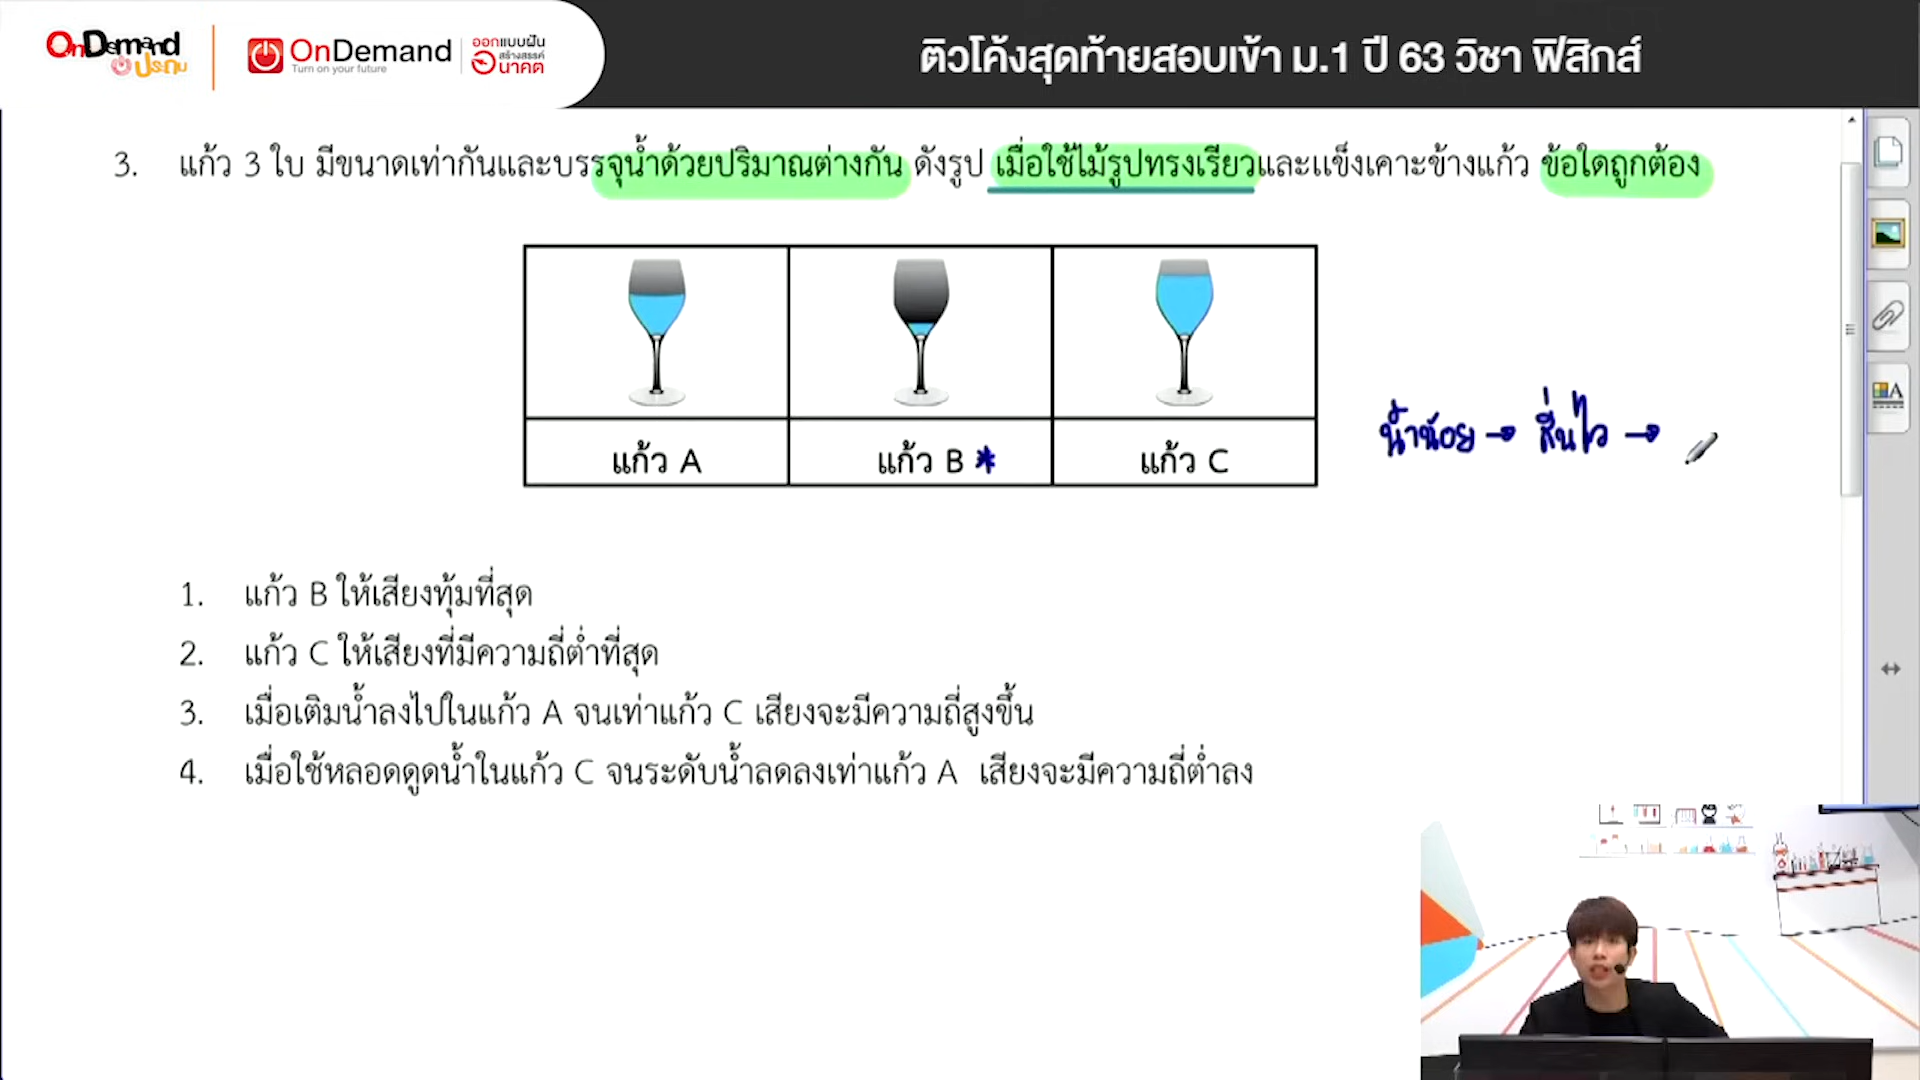 OnDemand
ประถม
OnDemand
Turn on your future
ออกแบบฝัน
สร้างสรรค์
อนาคต
ติวโค้งสุดท้ายสอบเข้า ม.1 ปี 63 วิชา ฟิสิกส์
3. แก้ว 3 ใบ มีขนาดเท่ากันและบรรจุน้ำด้วยปริมาณต่างกัน ดังรูป เมื่อใช้ไม้รูปทรงเรียวและแข็งเคาะข้างแก้ว ข้อใดถูกต้อง
แก้ว A
แก้ว B *
แก้ว C
น้ำน้อย → สั่นไว →
1. แก้ว B ให้เสียงทุ้มที่สุด
2. แก้ว C ให้เสียงที่มีความถี่ต่ำที่สุด
3. เมื่อเติมน้ำลงไปในแก้ว A จนเท่าแก้ว C เสียงจะมีความถี่สูงขึ้น
4. เมื่อใช้หลอดดูดน้ำในแก้ว C จนระดับน้ำลดลงเท่าแก้ว A เสียงจะมีความถี่ต่ำลง